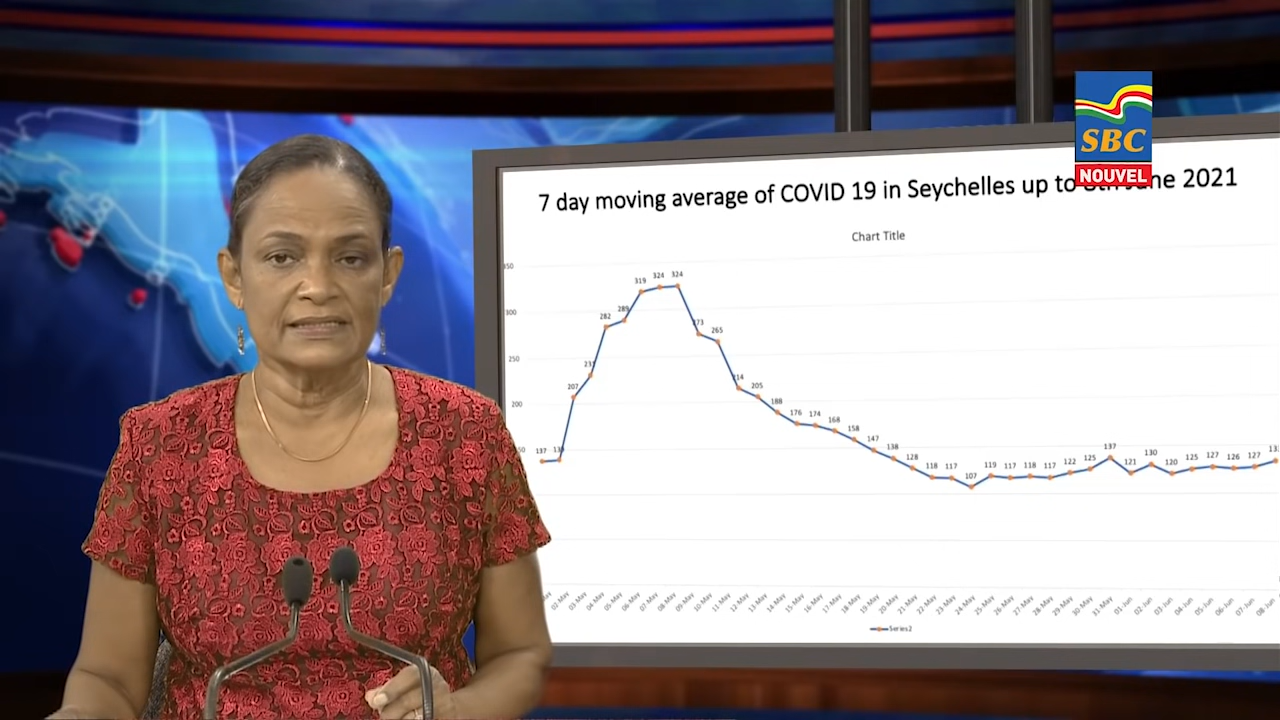 SBC
NOUVEL
7 day moving average of COVID 19 in Seychelles up to June 2021
Chart Title
300
250
200
137
207
282
289
319
324
324
273
265
214
205
188
176
174
168
158
147
138
128
118
117
107
119
117
118
117
122
125
137
121
130
120
125
127
126
127
02-May
03-May
04-May
05-May
06-May
07-May
08-May
09-May
10-May
11-May
12-May
13-May
14-May
15-May
16-May
17-May
18-May
19-May
20-May
21-May
22-May
23-May
24-May
25-May
26-May
27-May
28-May
29-May
30-May
31-May
01-Jun
02-Jun
03-Jun
04-Jun
05-Jun
06-Jun
07-Jun
08-Jun
Series2